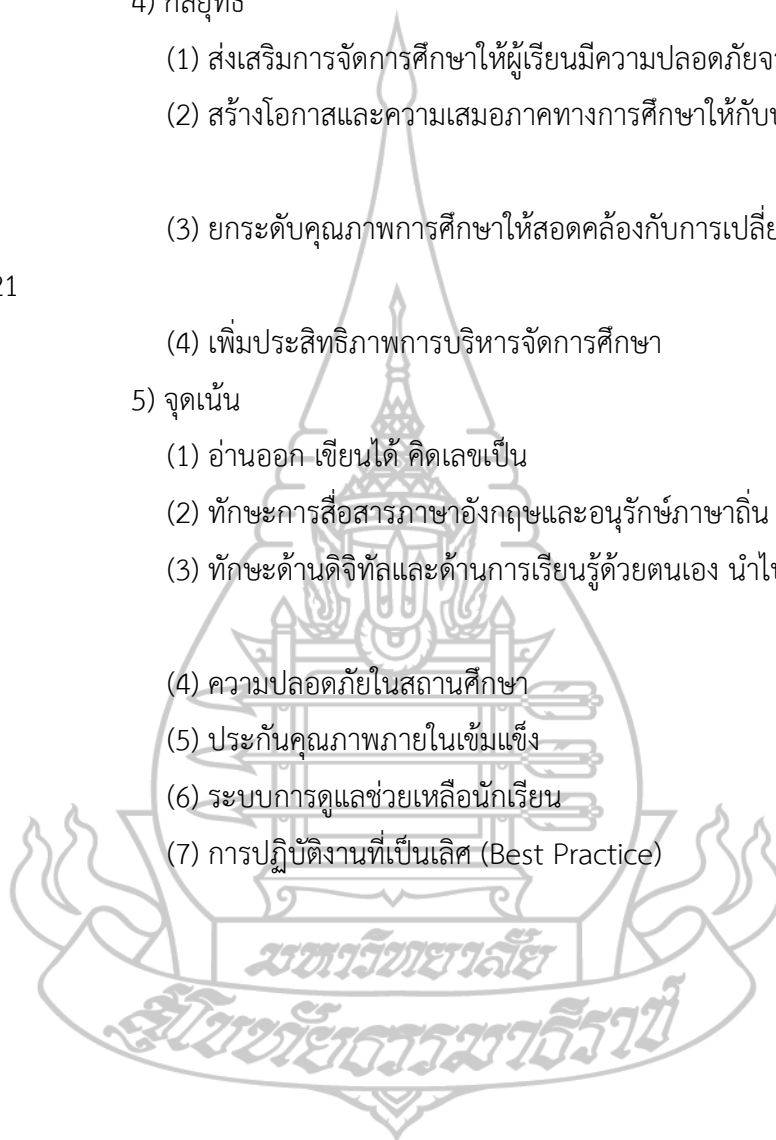 4) กลยุทธ์
(1) ส่งเสริมการจัดการศึกษาให้ผู้เรียนมีความปลอดภัย
(2) สร้างโอกาสและความเสมอภาคทางการศึกษาให้กับ
(3) ยกระดับคุณภาพการศึกษาให้สอดคล้องกับการ
21
(4) เพิ่มประสิทธิภาพการบริหารจัดการศึกษา
5) จุดเน้น
(1) อ่านออก เขียนได้ คิดเลขเป็น
(2) ทักษะการสื่อสารภาษาอังกฤษและอนุรักษ์ภาษาถิ่น
(3) ทักษะด้านดิจิทัลและด้านการเรียนรู้ด้วยตนเอง
(4) ความปลอดภัยในสถานศึกษา
(5) ประกันคุณภาพภายในเข้มแข็ง
(6) ระบบการดูแลช่วยเหลือนักเรียน
(7) การปฏิบัติงานที่เป็นเลิศ (Best Practice)
มหาวิทยาลัย
สุโขทัยธรรมาธิราช